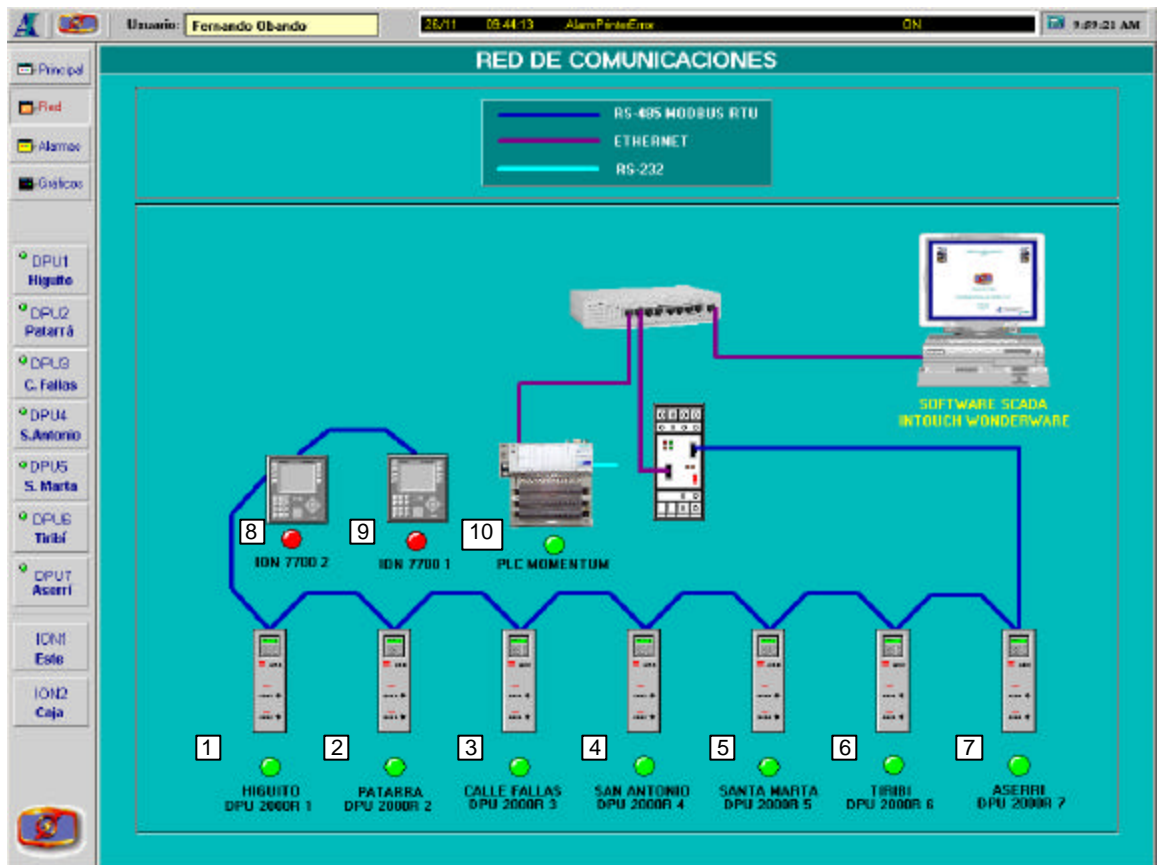 Usuario: Fernando Obando
26/11 09:44:13 AlarmPrinterError ON
9:59:21 AM
RED DE COMUNICACIONES
Principal
Red
Alarmas
Gráficos
RS-485 MODBUS RTU
ETHERNET
RS-232
DPU1
Higuito
DPU2
Patarrá
DPU3
C. Fallas
DPU4
S.Antonio
DPU5
S. Marta
DPU6
Tiribí
DPU7
Aserrí
ION1
Este
ION2
Caja
SOFTWARE SCADA
INTOUCH WONDERWARE
8
ION 7700 2
9
ION 7700 1
10
PLC MOMENTUM
1
HIGUITO
DPU 2000R 1
2
PATARRA
DPU 2000R 2
3
CALLE FALLAS
DPU 2000R 3
4
SAN ANTONIO
DPU 2000R 4
5
SANTA MARTA
DPU 2000R 5
6
TIRIBI
DPU 2000R 6
7
ASERRI
DPU 2000R 7